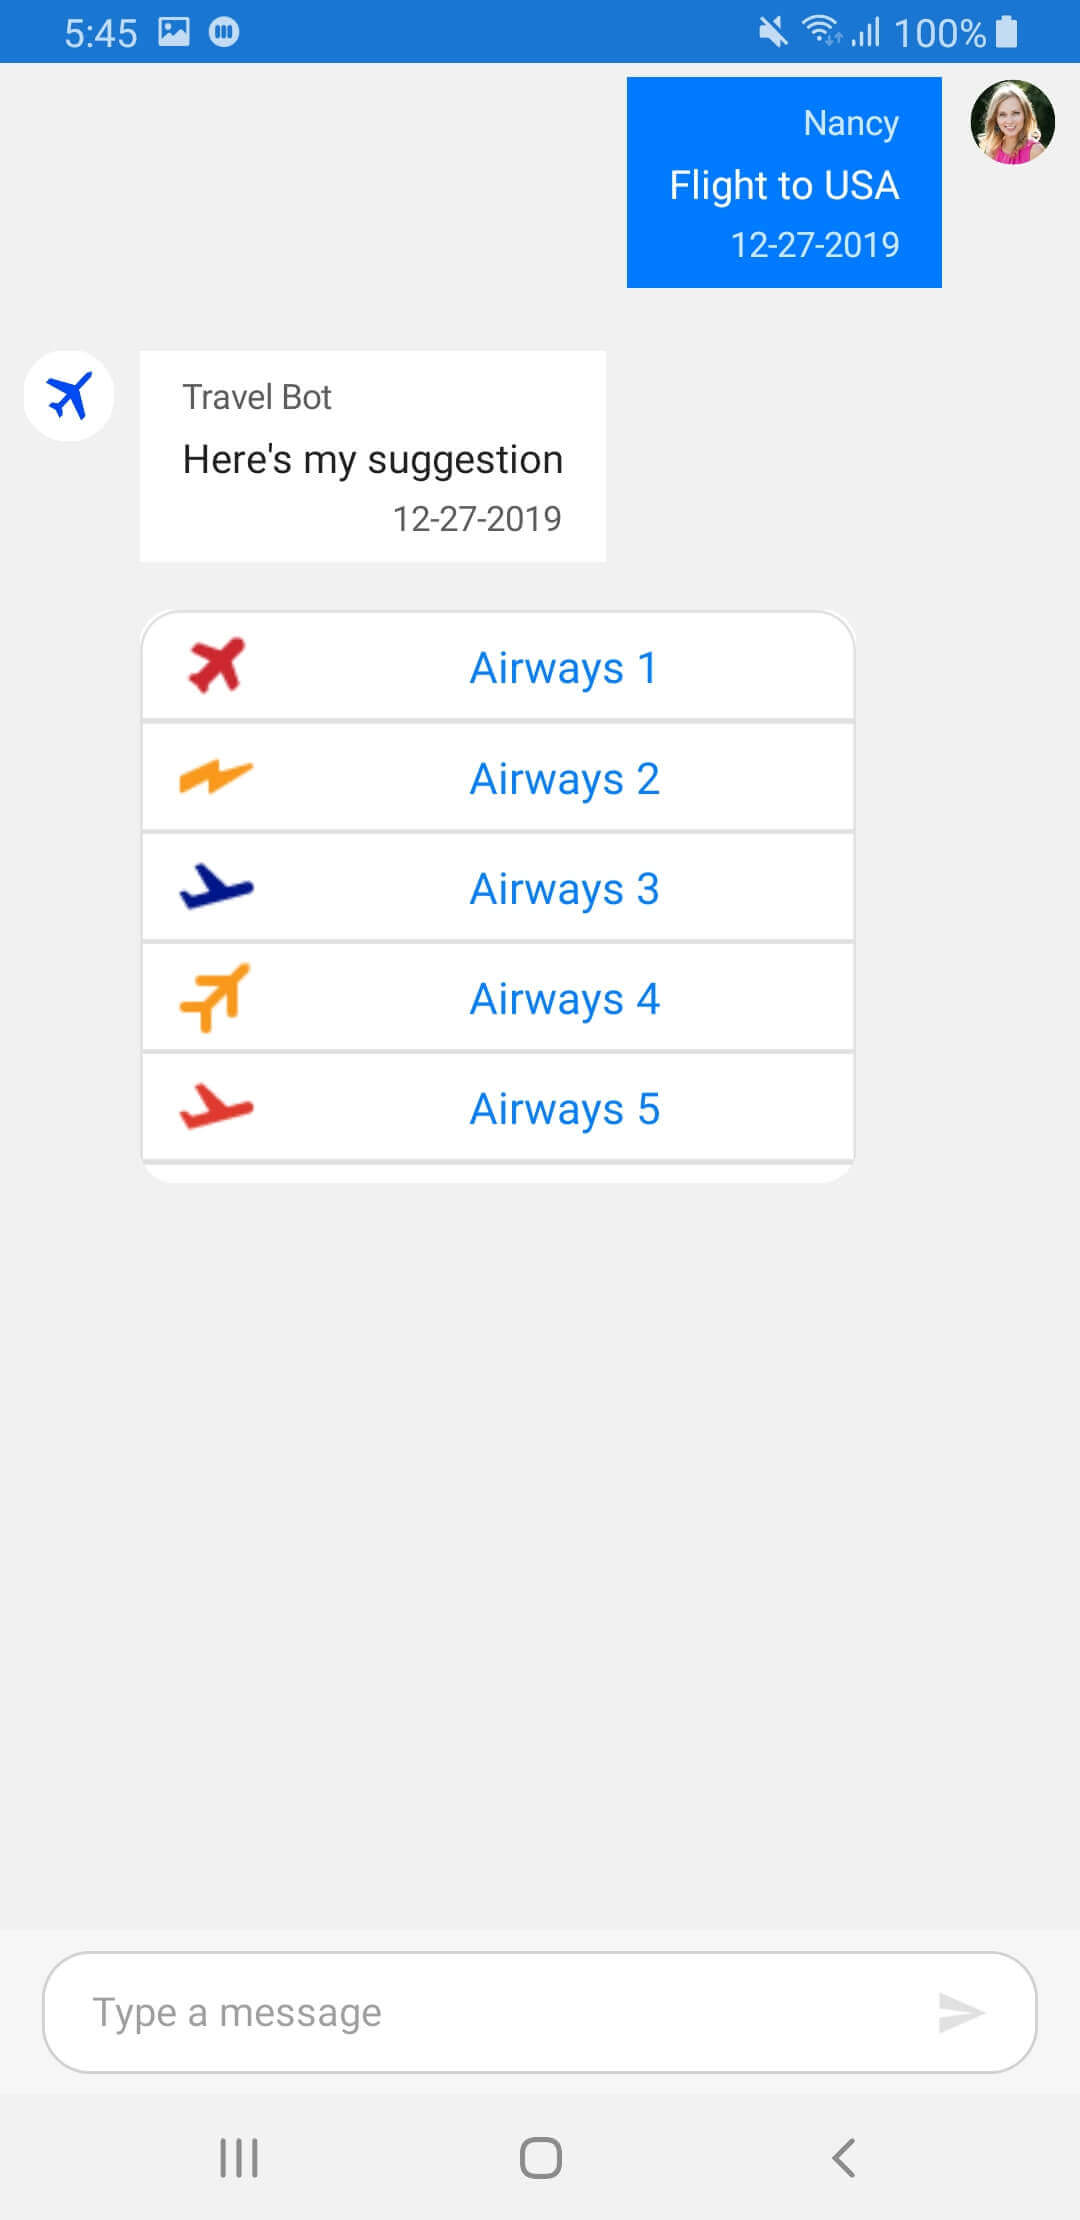 5:45 100%
Nancy
Flight to USA
12-27-2019
Travel Bot
Here's my suggestion
12-27-2019
Airways 1
Airways 2
Airways 3
Airways 4
Airways 5
Type a message